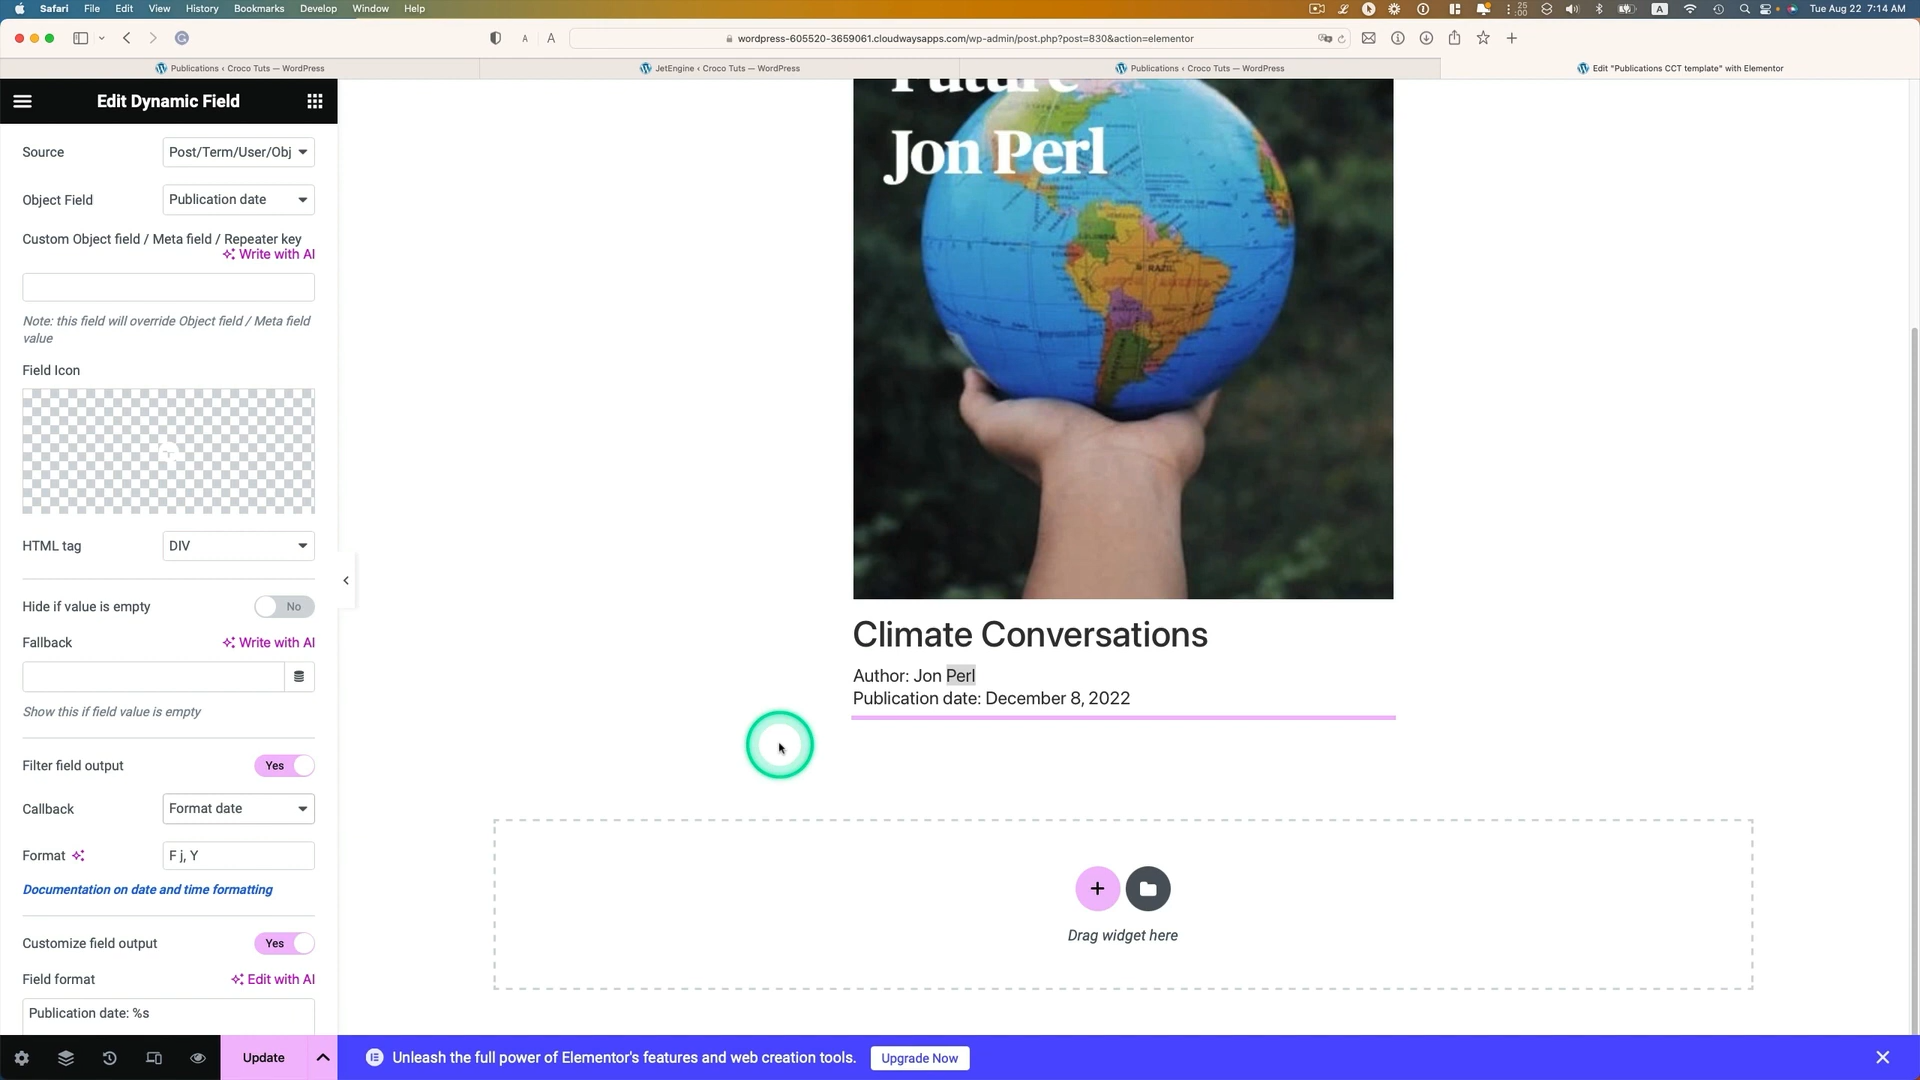 Safari File Edit View History Bookmarks Develop Window Help
25
00
A
Tue Aug 22 7:14 AM
A A
wordpress-605520-3659061.cloudwaysapps.com/wp-admin/post.php?post=830&action=elementor
Publications ‹ Croco Tuts — WordPress
JetEngine ‹ Croco Tuts — WordPress
Publications ‹ Croco Tuts — WordPress
Edit "Publications CCT template" with Elementor
Edit Dynamic Field
Source
Post/Term/User/Obj
Object Field
Publication date
Custom Object field / Meta field / Repeater key
Write with AI
Note: this field will override Object field / Meta field
value
Field Icon
HTML tag
DIV
Hide if value is empty
No
Fallback
Write with AI
Show this if field value is empty
Filter field output
Yes
Callback
Format date
Format
F j, Y
Documentation on date and time formatting
Customize field output
Yes
Field format
Edit with AI
Publication date: %s
Update
Future
Jon Perl
COLOMBIA
BRAZIL
Climate Conversations
Author: Jon Perl
Publication date: December 8, 2022
Drag widget here
Unleash the full power of Elementor's features and web creation tools.
Upgrade Now